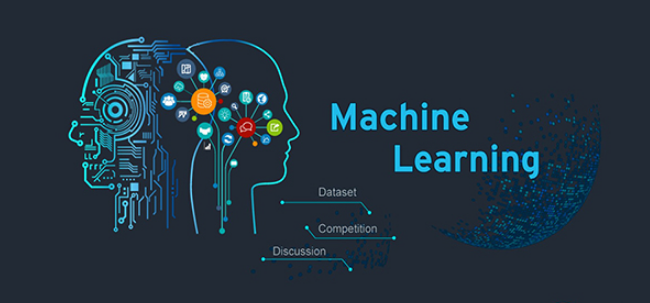 Machine
Learning
Dataset
Competition
Discussion